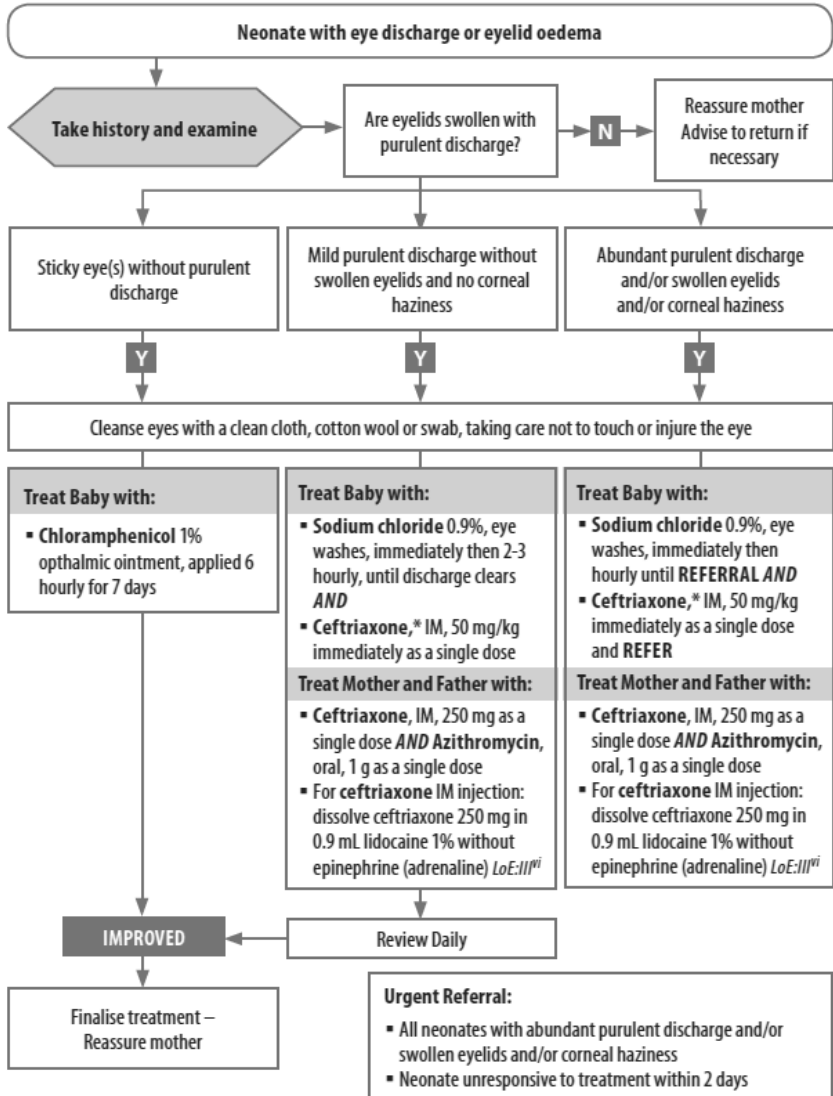 Neonate with eye discharge or eyelid oedema
Take history and examine
Are eyelids swollen with
purulent discharge?
N
Reassure mother
Advise to return if
necessary
Sticky eye(s) without purulent
discharge
Mild purulent discharge without
swollen eyelids and no corneal
haziness
Abundant purulent discharge
and/or swollen eyelids
and/or corneal haziness
Y
Y
Y
Cleanse eyes with a clean cloth, cotton wool or swab, taking care not to touch or injure the eye
Treat Baby with:
▪ Chloramphenicol 1%
opthalmic ointment, applied 6
hourly for 7 days
Treat Baby with:
▪ Sodium chloride 0.9%, eye
washes, immediately then 2-3
hourly, until discharge clears
AND
▪ Ceftriaxone,* IM, 50 mg/kg
immediately as a single dose
Treat Mother and Father with:
▪ Ceftriaxone, IM, 250 mg as a
single dose AND Azithromycin,
oral, 1 g as a single dose
▪ For ceftriaxone IM injection:
dissolve ceftriaxone 250 mg in
0.9 mL lidocaine 1% without
epinephrine (adrenaline) LoE:III^vi
Treat Baby with:
▪ Sodium chloride 0.9%, eye
washes, immediately then
hourly until REFERRAL AND
▪ Ceftriaxone,* IM, 50 mg/kg
immediately as a single dose
and REFER
Treat Mother and Father with:
▪ Ceftriaxone, IM, 250 mg as a
single dose AND Azithromycin,
oral, 1 g as a single dose
▪ For ceftriaxone IM injection:
dissolve ceftriaxone 250 mg in
0.9 mL lidocaine 1% without
epinephrine (adrenaline) LoE:III^vi
IMPROVED
Review Daily
Finalise treatment –
Reassure mother
Urgent Referral:
▪ All neonates with abundant purulent discharge and/or
swollen eyelids and/or corneal haziness
▪ Neonate unresponsive to treatment within 2 days